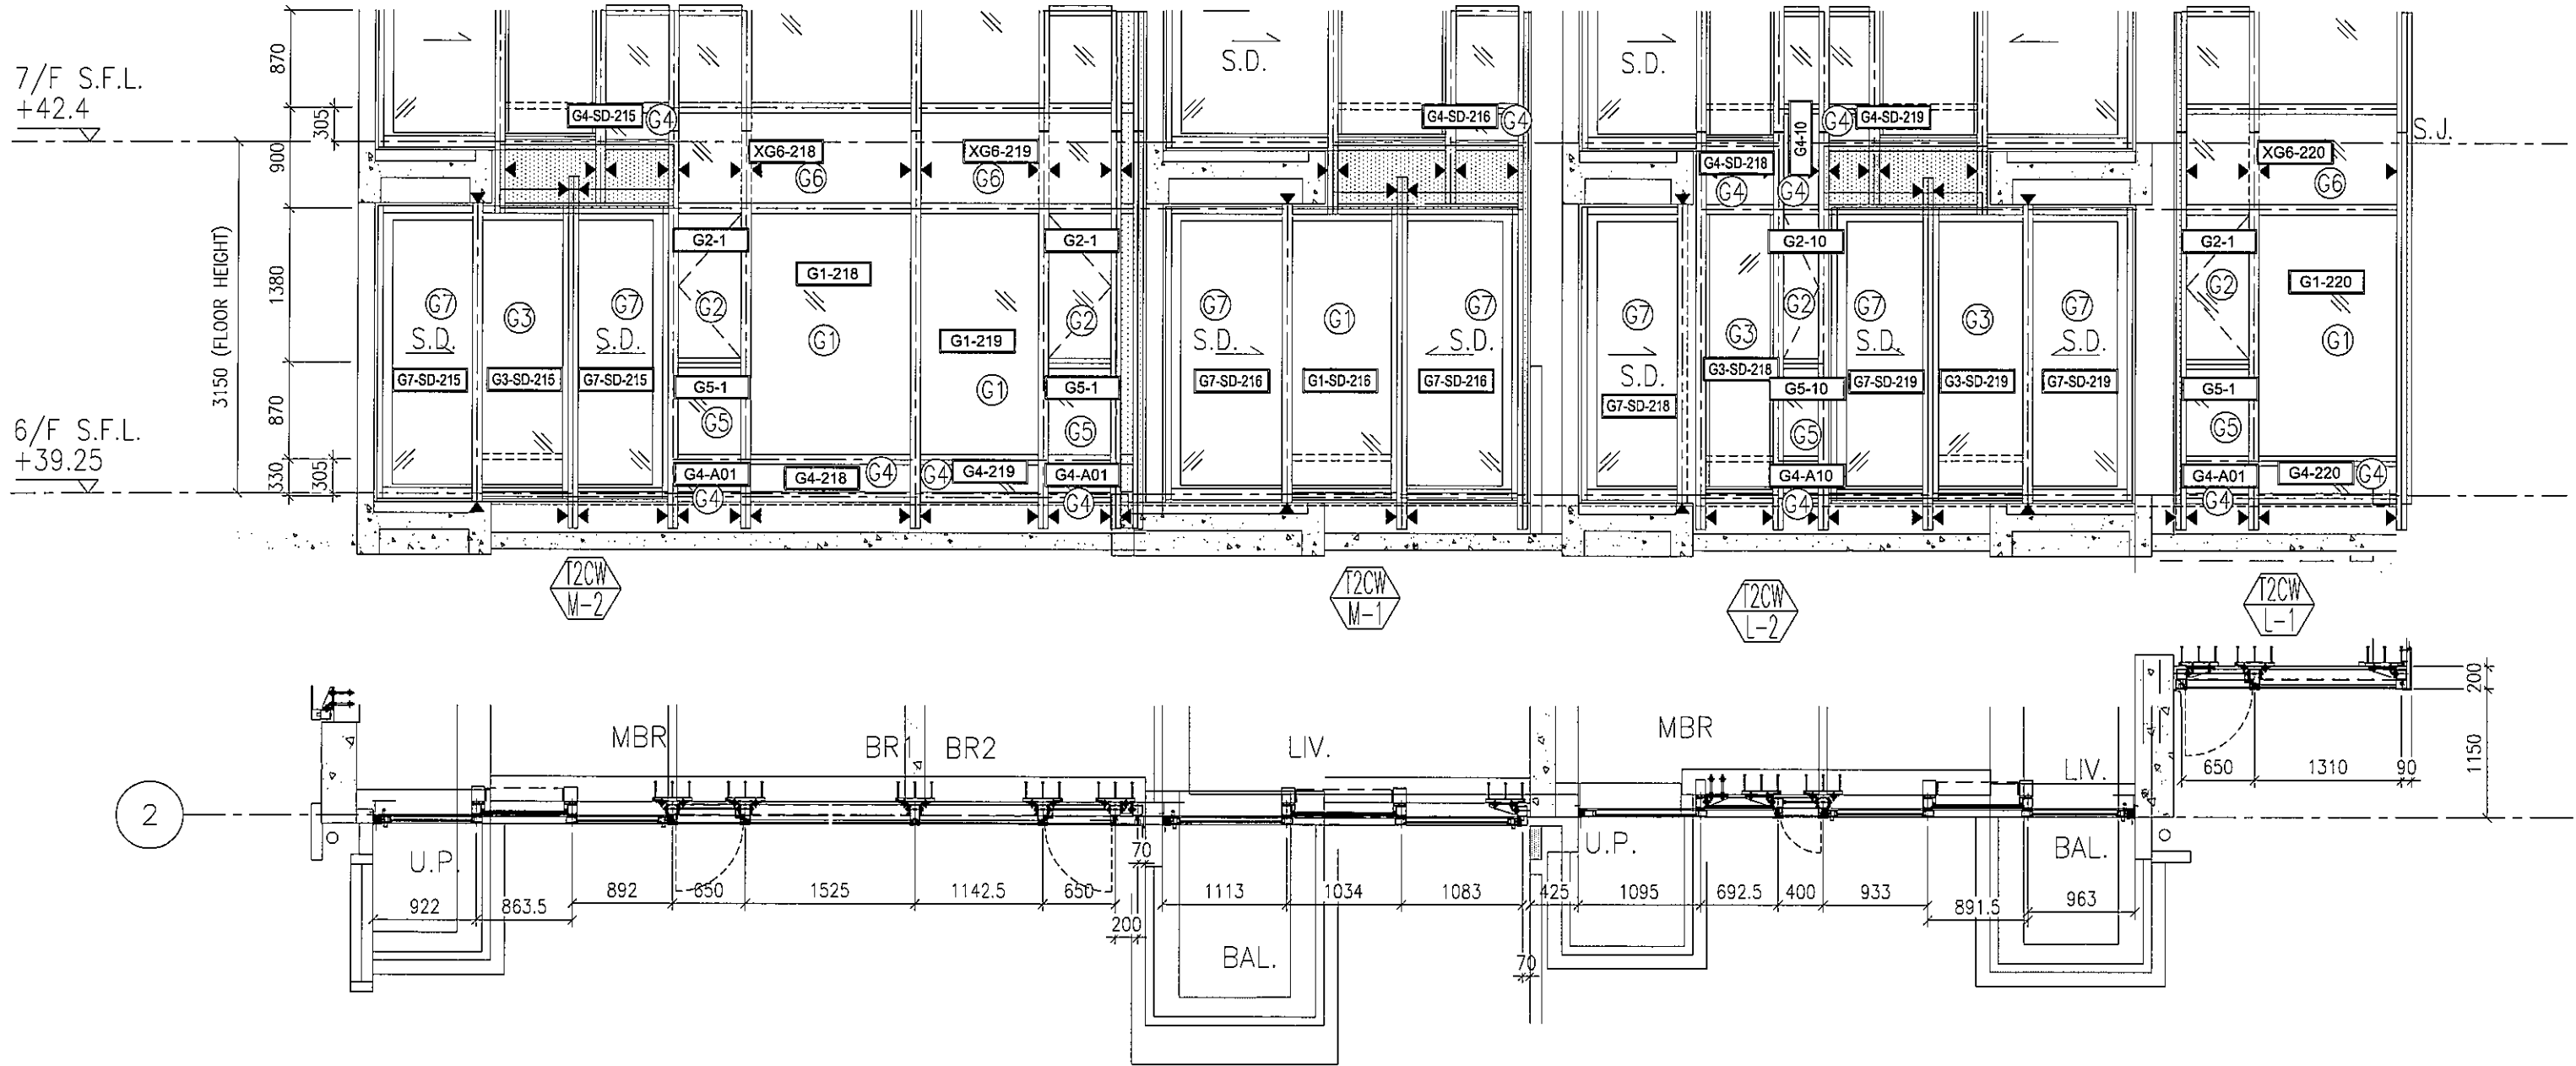 870
S.D.
S.D.
7/F S.F.L.
+42.4
305
G4-SD-215
G4
G4-SD-216
G4
G4-10
G4
G4-SD-219
S.J.
900
XG6-218
G6
XG6-219
G6
G4-SD-218
G4
G4
XG6-220
G6
3150 (FLOOR HEIGHT)
1380
G2-1
G2-1
G2-10
G2-1
G1-218
G1-220
G7
S.D.
G3
G7
S.D.
G2
G1
G1-219
G2
G7
S.D.
G1
G7
S.D.
G7
S.D.
G3
G2
G7
S.D.
G3
G7
S.D.
G2
G1
G7-SD-215
G3-SD-215
G7-SD-215
G5-1
G1
G5-1
G7-SD-216
G1-SD-216
G7-SD-216
G7-SD-218
G3-SD-218
G5-10
G7-SD-219
G3-SD-219
G7-SD-219
G5-1
870
G5
G5
G5
G5
6/F S.F.L.
+39.25
330
305
G4-A01
G4
G4-218
G4
G4
G4-219
G4-A01
G4
G4-A10
G4
G4-A01
G4
G4-220
G4
T2CW
M-2
T2CW
M-1
T2CW
L-2
T2CW
L-1
200
1150
650
1310
90
MBR
BR1
BR2
LIV.
MBR
LIV.
2
U.P.
U.P.
BAL.
70
922
863.5
892
650
1525
1142.5
650
200
1113
1034
1083
425
1095
692.5
400
933
891.5
963
BAL.
70